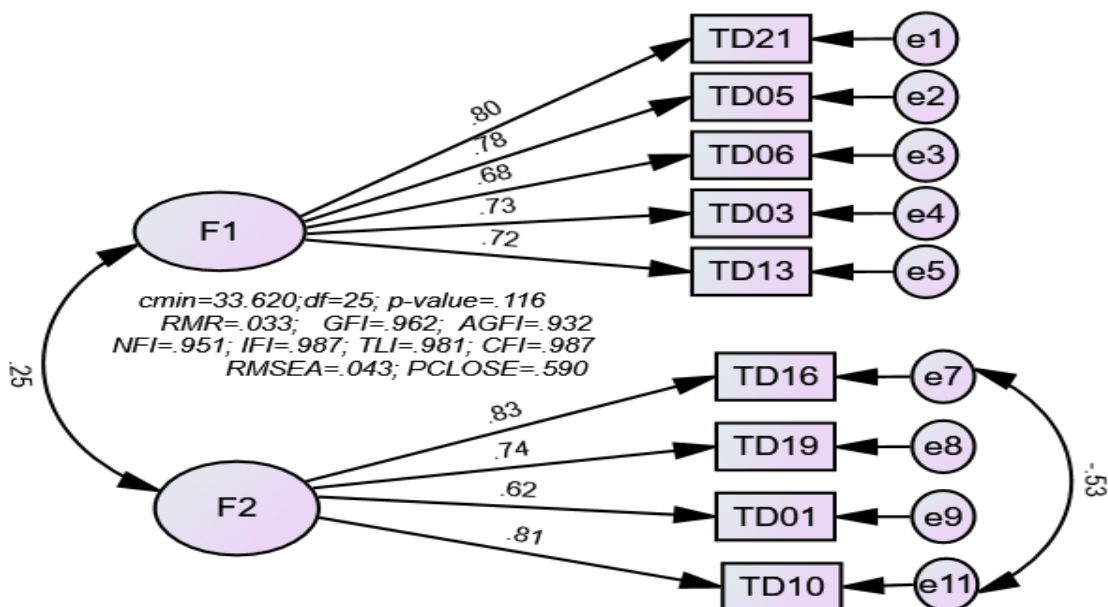 TD21 e1
.80
TD05 e2
.78
TD06 e3
.68
TD03 e4
.73
F1
.72
TD13 e5
cmin=33.620;df=25; p-value=.116
RMR=.033; GFI=.962; AGFI=.932
NFI=.951; IFI=.987; TLI=.981; CFI=.987
RMSEA=.043; PCLOSE=.590
.25
TD16 e7
.83
TD19 e8
.74
-.53
.62
F2
TD01 e9
.81
TD10 e11